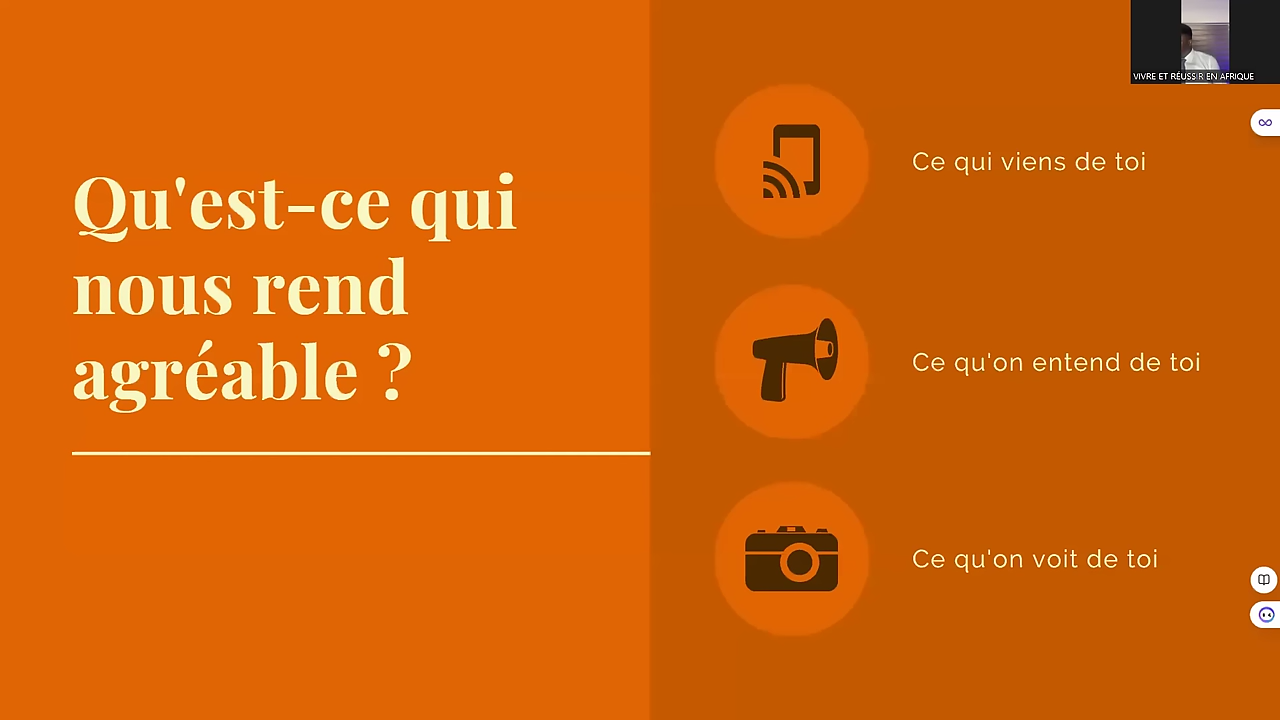 Qu'est-ce qui
nous rend
agréable ?
VIVRE ET RÉUSSIR EN AFRIQUE
Ce qui viens de toi
Ce qu'on entend de toi
Ce qu'on voit de toi